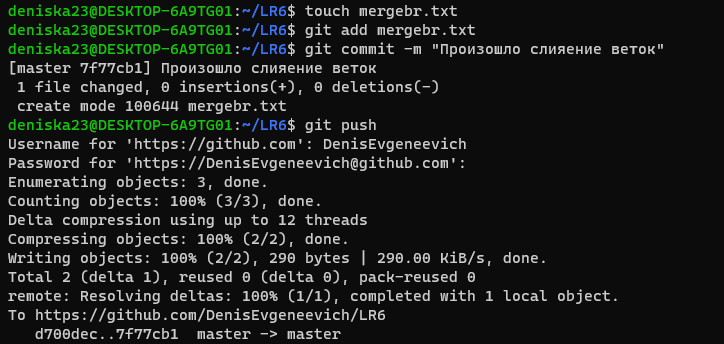 deniska23@DESKTOP-6A9TG01:~/LR6$ touch mergebr.txt
deniska23@DESKTOP-6A9TG01:~/LR6$ git add mergebr.txt
deniska23@DESKTOP-6A9TG01:~/LR6$ git commit -m "Произошло слияение веток"
[master 7f77cb1] Произошло слияение веток
 1 file changed, 0 insertions(+), 0 deletions(-)
 create mode 100644 mergebr.txt
deniska23@DESKTOP-6A9TG01:~/LR6$ git push
Username for 'https://github.com': DenisEvgeneevich
Password for 'https://DenisEvgeneevich@github.com':
Enumerating objects: 3, done.
Counting objects: 100% (3/3), done.
Delta compression using up to 12 threads
Compressing objects: 100% (2/2), done.
Writing objects: 100% (2/2), 290 bytes | 290.00 KiB/s, done.
Total 2 (delta 1), reused 0 (delta 0), pack-reused 0
remote: Resolving deltas: 100% (1/1), completed with 1 local object.
To https://github.com/DenisEvgeneevich/LR6
   d700dec..7f77cb1  master -> master